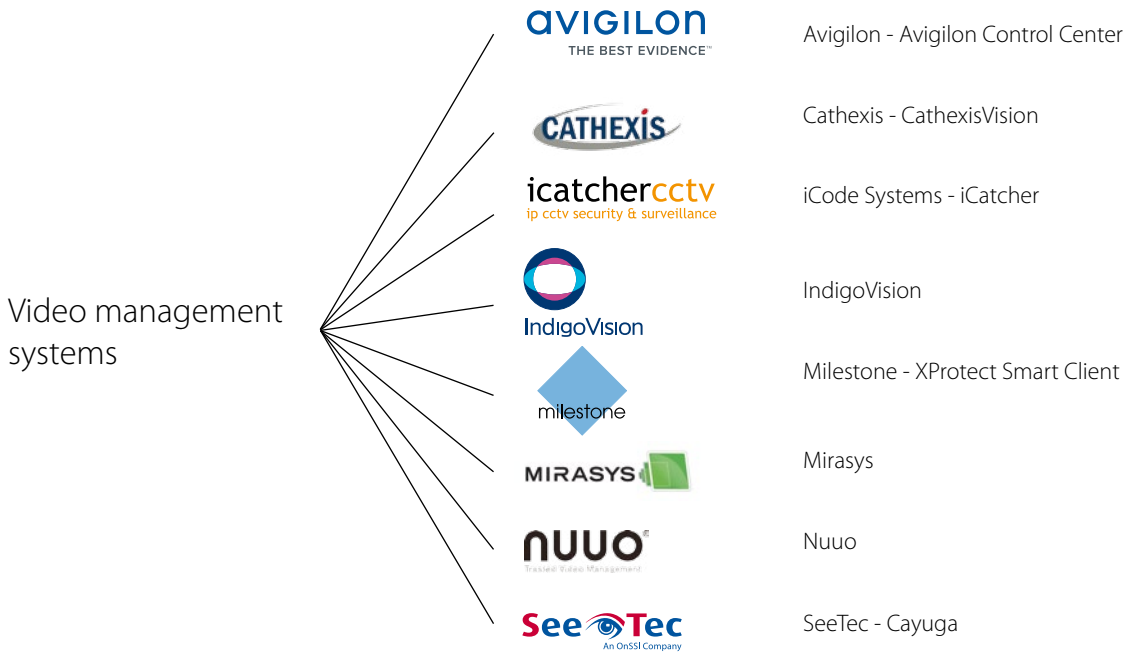 AVIGILON
THE BEST EVIDENCE™
Avigilon - Avigilon Control Center
CATHEXIS
Cathexis - CathexisVision
icatchercctv
ip cctv security & surveillance
iCode Systems - iCatcher
IndigoVision
IndigoVision
Video management
systems
milestone
Milestone - XProtect Smart Client
MIRASYS
Mirasys
nuuo®
Trusted Video Management
Nuuo
SeeTec
An OnSSI Company
SeeTec - Cayuga